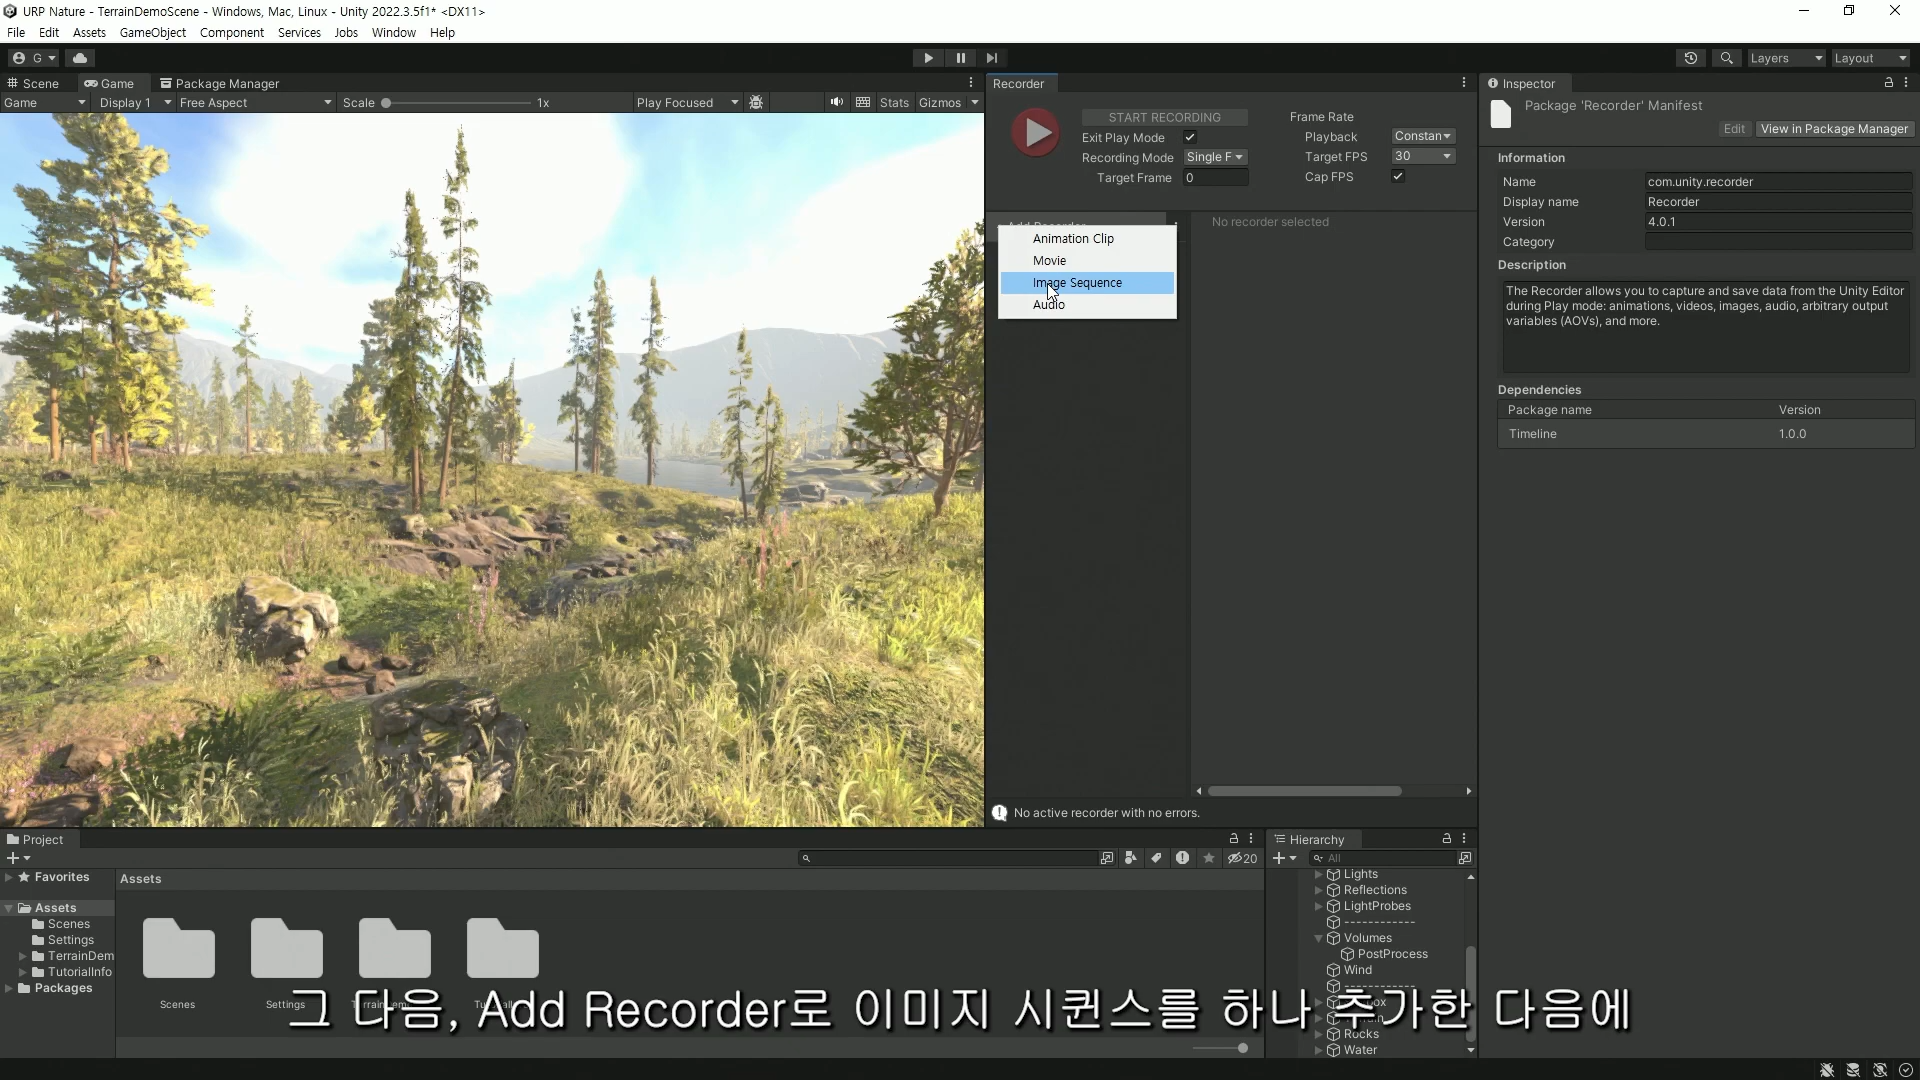 URP Nature - TerrainDemoScene - Windows, Mac, Linux - Unity 2022.3.5f1* <DX11>
File Edit Assets GameObject Component Services Jobs Window Help
G Layers Layout
Scene Game Package Manager
Game Display 1 Free Aspect Scale 1x Play Focused Stats Gizmos
Recorder
START RECORDING
Exit Play Mode
Recording Mode Single F
Target Frame 0
Frame Rate
Playback Constan
Target FPS 30
Cap FPS
Add Recorder
Animation Clip
Movie
Image Sequence
Audio
No recorder selected
No active recorder with no errors.
Inspector
Package 'Recorder' Manifest
Edit View in Package Manager
Information
Name com.unity.recorder
Display name Recorder
Version 4.0.1
Category
Description
The Recorder allows you to capture and save data from the Unity Editor
during Play mode: animations, videos, images, audio, arbitrary output
variables (AOVs), and more.
Dependencies
Package name Version
Timeline 1.0.0
Project
20
Favorites
Assets
Scenes
Settings
TerrainDem
TutorialInfo
Packages
Assets
Scenes
Settings
Hierarchy
All
Lights
Reflections
LightProbes
------------
Volumes
PostProcess
Wind
------------
Rocks
Water
그 다음, Add Recorder로 이미지 시퀀스를 하나 추가한 다음에